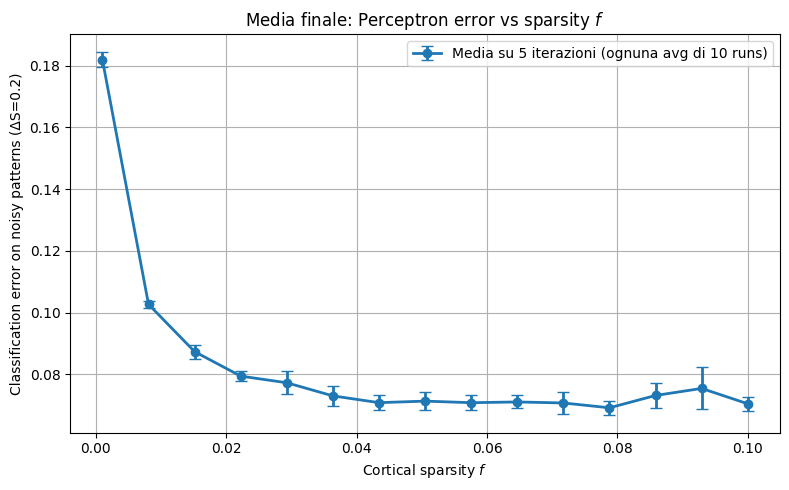 Media finale: Perceptron error vs sparsity f
Media su 5 iterazioni (ognuna avg di 10 runs)
Classification error on noisy patterns (ΔS=0.2)
0.18
0.16
0.14
0.12
0.10
0.08
0.00 0.02 0.04 0.06 0.08 0.10
Cortical sparsity f